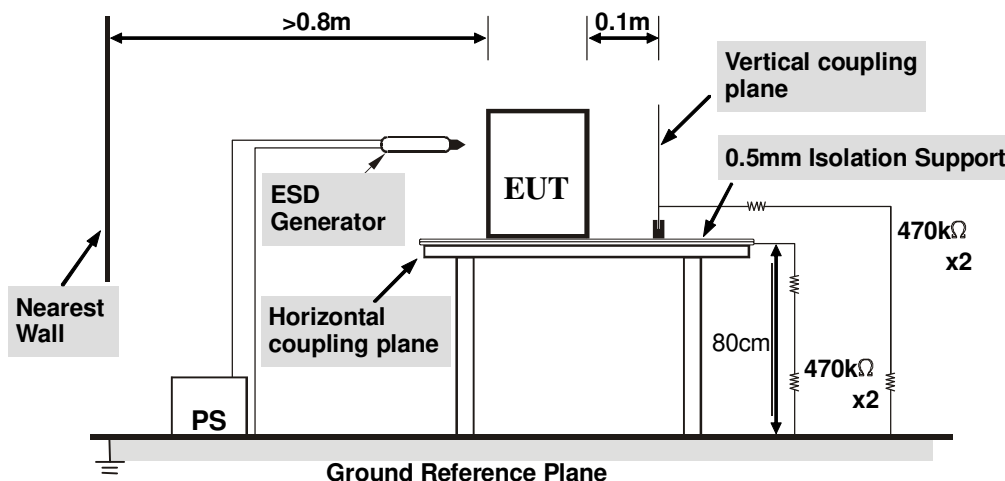 >0.8m
0.1m
Vertical coupling
plane
0.5mm Isolation Support
ESD
Generator
EUT
470kΩ
x2
Nearest
Wall
Horizontal
coupling plane
80cm
470kΩ
x2
PS
Ground Reference Plane